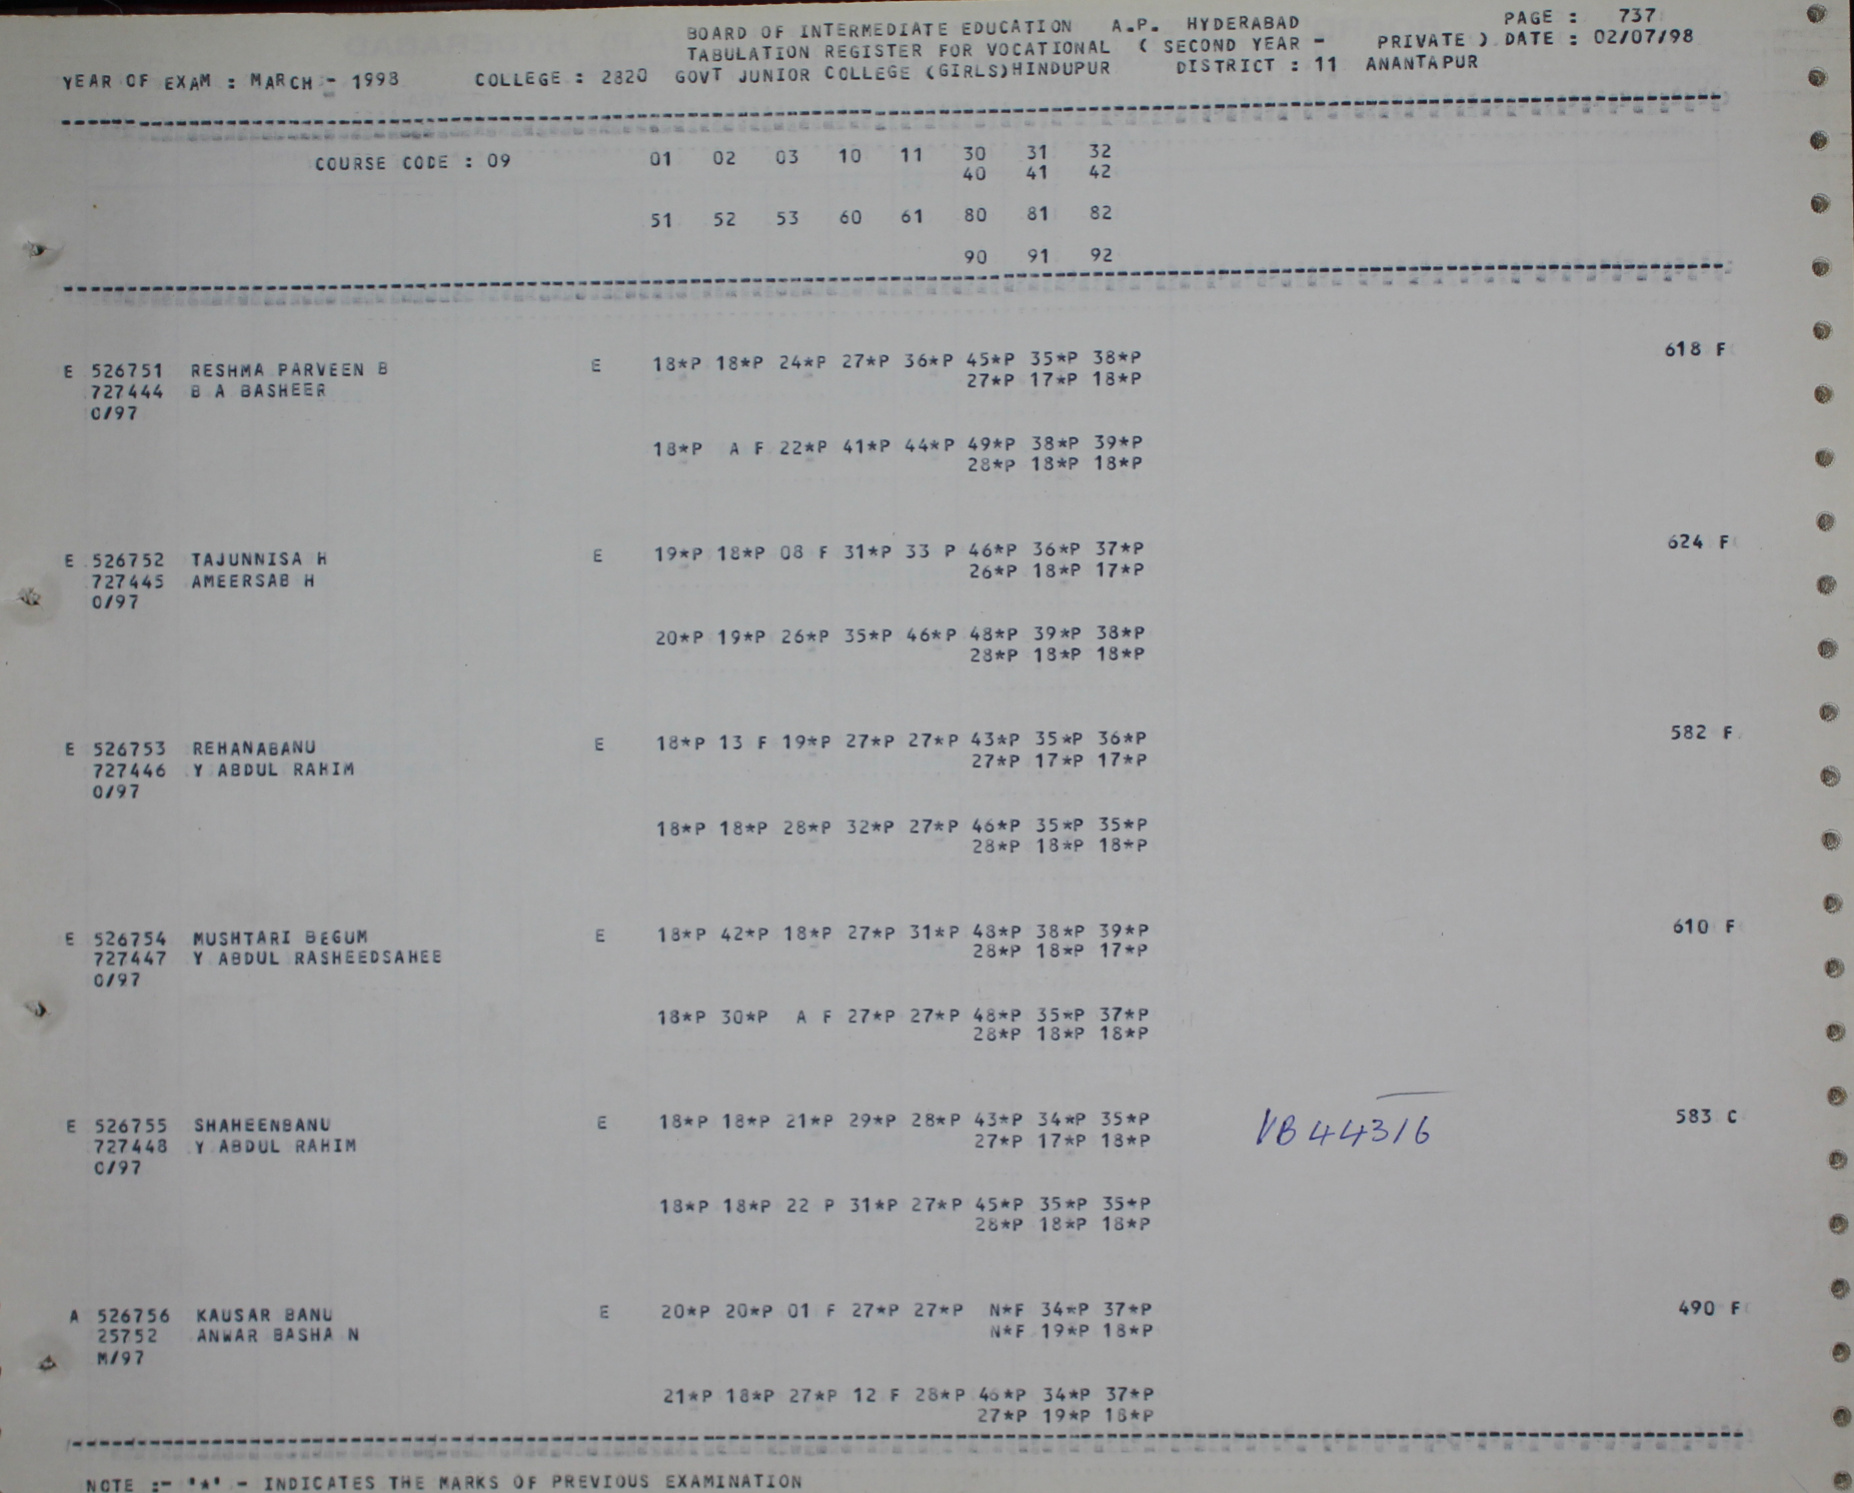 BOARD OF INTERMEDIATE EDUCATION A.P. HYDERABAD PAGE : 737
TABULATION REGISTER FOR VOCATIONAL ( SECOND YEAR - PRIVATE ) DATE : 02/07/98
YEAR OF EXAM : MARCH - 1998 COLLEGE : 2820 GOVT JUNIOR COLLEGE (GIRLS)HINDUPUR DISTRICT : 11 ANANTAPUR
COURSE CODE : 09 01 02 03 10 11 30 31 32
40 41 42
51 52 53 60 61 80 81 82
90 91 92
E 526751 RESHMA PARVEEN B E 18*P 18*P 24*P 27*P 36*P 45*P 35*P 38*P 618 F
727444 B A BASHEER 27*P 17*P 18*P
O/97
18*P A F 22*P 41*P 44*P 49*P 38*P 39*P
28*P 18*P 18*P
E 526752 TAJUNNISA H E 19*P 18*P 08 F 31*P 33 P 46*P 36*P 37*P 624 F
727445 AMEERSAB H 26*P 18*P 17*P
O/97
20*P 19*P 26*P 35*P 46*P 48*P 39*P 38*P
28*P 18*P 18*P
E 526753 REHANABANU E 18*P 13 F 19*P 27*P 27*P 43*P 35*P 36*P 582 F
727446 Y ABDUL RAHIM 27*P 17*P 17*P
O/97
18*P 18*P 28*P 32*P 27*P 46*P 35*P 35*P
28*P 18*P 18*P
E 526754 MUSHTARI BEGUM E 18*P 42*P 18*P 27*P 31*P 48*P 38*P 39*P 610 F
727447 Y ABDUL RASHEEDSAHEE 28*P 18*P 17*P
O/97
18*P 30*P A F 27*P 27*P 48*P 35*P 37*P
28*P 18*P 18*P
E 526755 SHAHEENBANU E 18*P 18*P 21*P 29*P 28*P 43*P 34*P 35*P VB44316 583 C
727448 Y ABDUL RAHIM 27*P 17*P 18*P
O/97
18*P 18*P 22 P 31*P 27*P 45*P 35*P 35*P
28*P 18*P 18*P
A 526756 KAUSAR BANU E 20*P 20*P 01 F 27*P 27*P N*F 34*P 37*P 490 F
25752 ANWAR BASHA N N*F 19*P 18*P
M/97
21*P 18*P 27*P 12 F 28*P 46*P 34*P 37*P
27*P 19*P 18*P
NOTE :- '*' - INDICATES THE MARKS OF PREVIOUS EXAMINATION